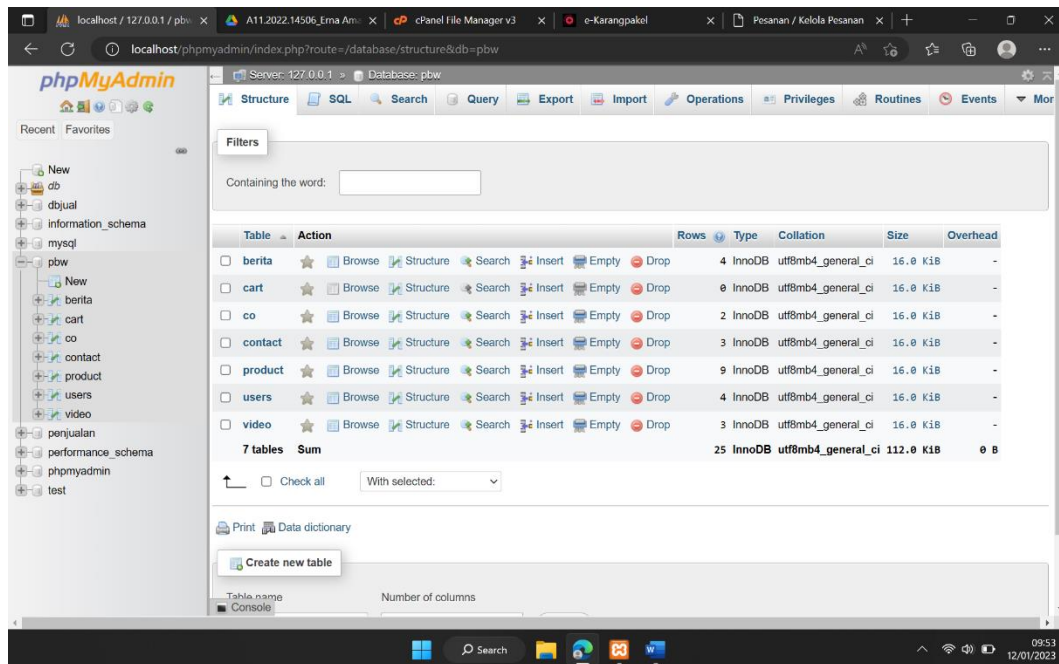 localhost / 127.0.0.1 / pbw
A11.2022.14506_Erna Ama
cPanel File Manager v3
e-Karangpakel
Pesanan / Kelola Pesanan
localhost/phpmyadmin/index.php?route=/database/structure&db=pbw
phpMyAdmin
Recent Favorites
New
db
dbjual
information_schema
mysql
pbw
New
berita
cart
co
contact
product
users
video
penjualan
performance_schema
phpmyadmin
test
Server: 127.0.0.1 » Database: pbw
Structure SQL Search Query Export Import Operations Privileges Routines Events Mor
Filters
Containing the word:
Table Action Rows Type Collation Size Overhead
berita Browse Structure Search Insert Empty Drop 4 InnoDB utf8mb4_general_ci 16.0 KiB -
cart Browse Structure Search Insert Empty Drop 0 InnoDB utf8mb4_general_ci 16.0 KiB -
co Browse Structure Search Insert Empty Drop 2 InnoDB utf8mb4_general_ci 16.0 KiB -
contact Browse Structure Search Insert Empty Drop 3 InnoDB utf8mb4_general_ci 16.0 KiB -
product Browse Structure Search Insert Empty Drop 9 InnoDB utf8mb4_general_ci 16.0 KiB -
users Browse Structure Search Insert Empty Drop 4 InnoDB utf8mb4_general_ci 16.0 KiB -
video Browse Structure Search Insert Empty Drop 3 InnoDB utf8mb4_general_ci 16.0 KiB -
7 tables Sum 25 InnoDB utf8mb4_general_ci 112.0 KiB 0 B
Check all With selected:
Print Data dictionary
Create new table
Table name Number of columns
Console
Search
09:53
12/01/2023